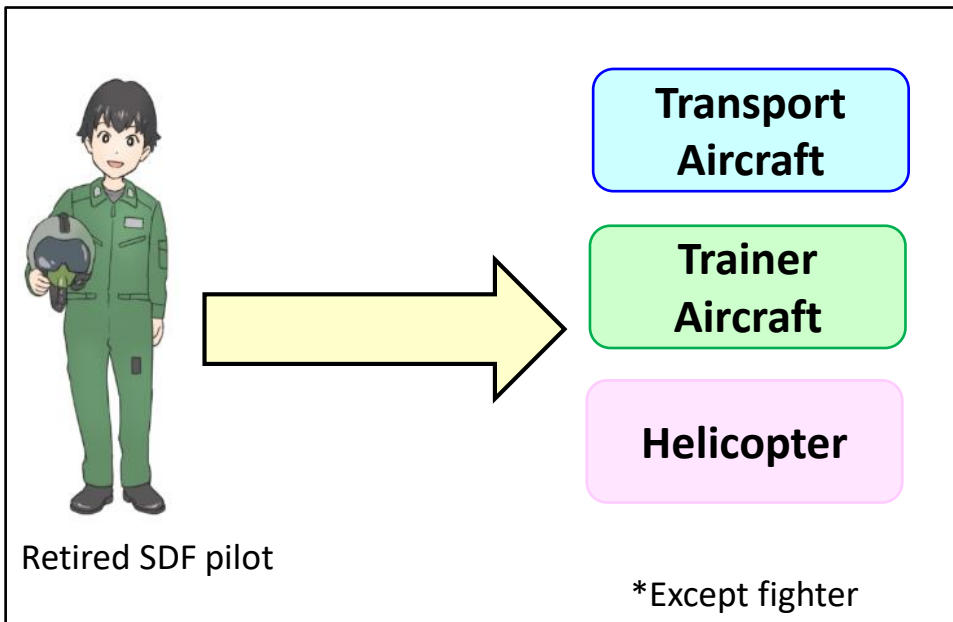 Transport
Aircraft
Trainer
Aircraft
Helicopter
Retired SDF pilot
*Except fighter